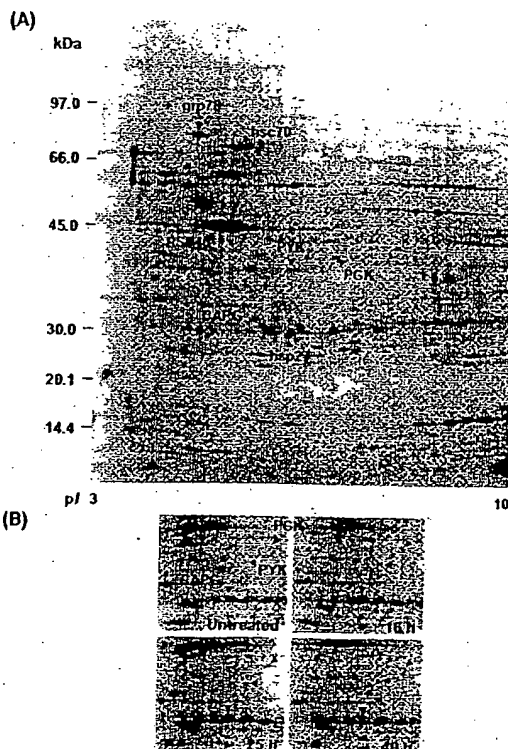 (A)
kDa
97.0
grp78
hsc70
66.0
45.0
PYK
PGK
30.0
20.1
14.4
pI 3
10
(B)
PGK
PYK
Untreated
16 h